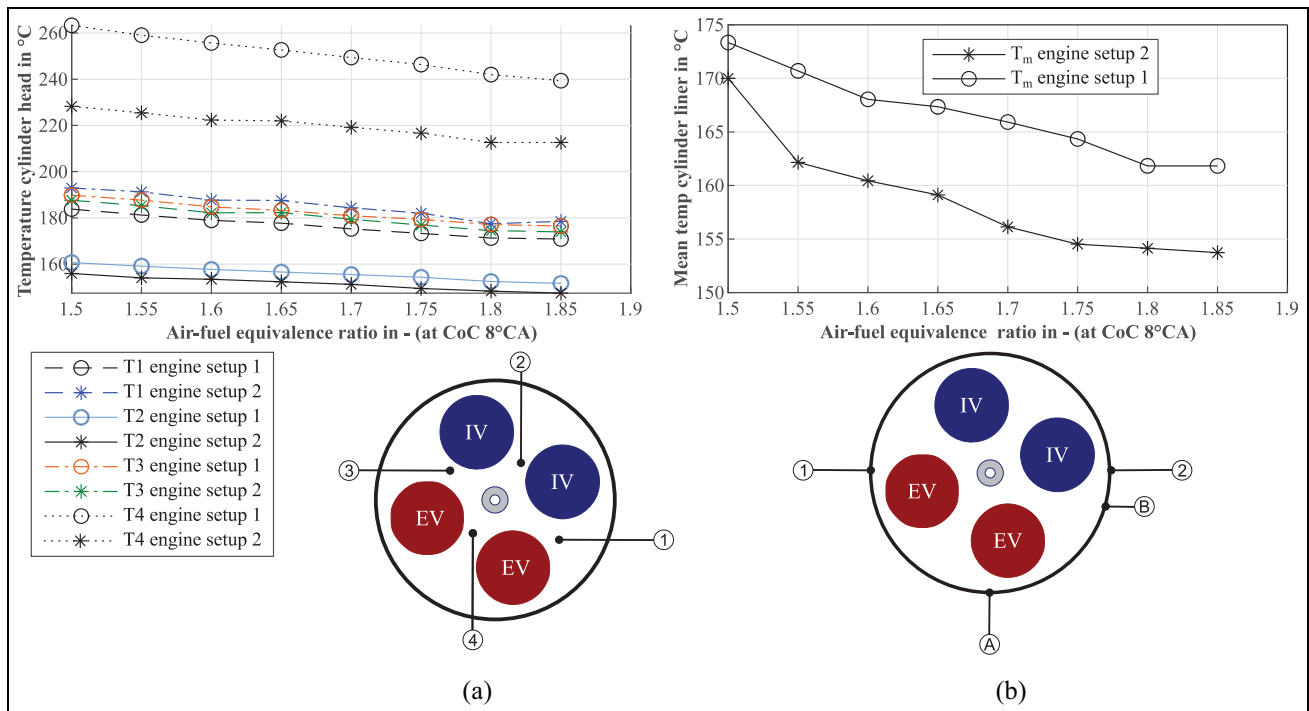 Temperature cylinder head in °C
260
240
220
200
180
160
1.5
1.55
1.6
1.65
1.7
1.75
1.8
1.85
1.9
Air-fuel equivalence ratio in - (at CoC 8°CA)
T1 engine setup 1
T1 engine setup 2
T2 engine setup 1
T2 engine setup 2
T3 engine setup 1
T3 engine setup 2
T4 engine setup 1
T4 engine setup 2
2
IV
3
IV
EV
1
EV
4
(a)
Mean temp cylinder liner in °C
175
170
165
160
155
150
Tm engine setup 2
Tm engine setup 1
1.5
1.55
1.6
1.65
1.7
1.75
1.8
1.85
1.9
Air-fuel equivalence ratio in - (at CoC 8°CA)
IV
IV
1
2
EV
B
EV
A
(b)